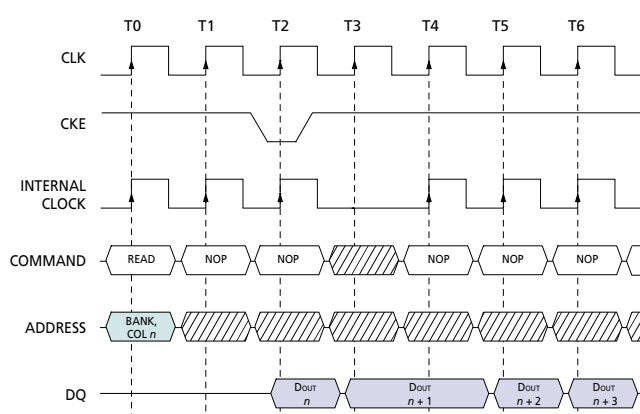 T0 T1 T2 T3 T4 T5 T6
CLK
CKE
INTERNAL
CLOCK
COMMAND READ NOP NOP NOP NOP NOP
ADDRESS BANK,
COL n
DQ DOUT DOUT DOUT DOUT
n n + 1 n + 2 n + 3